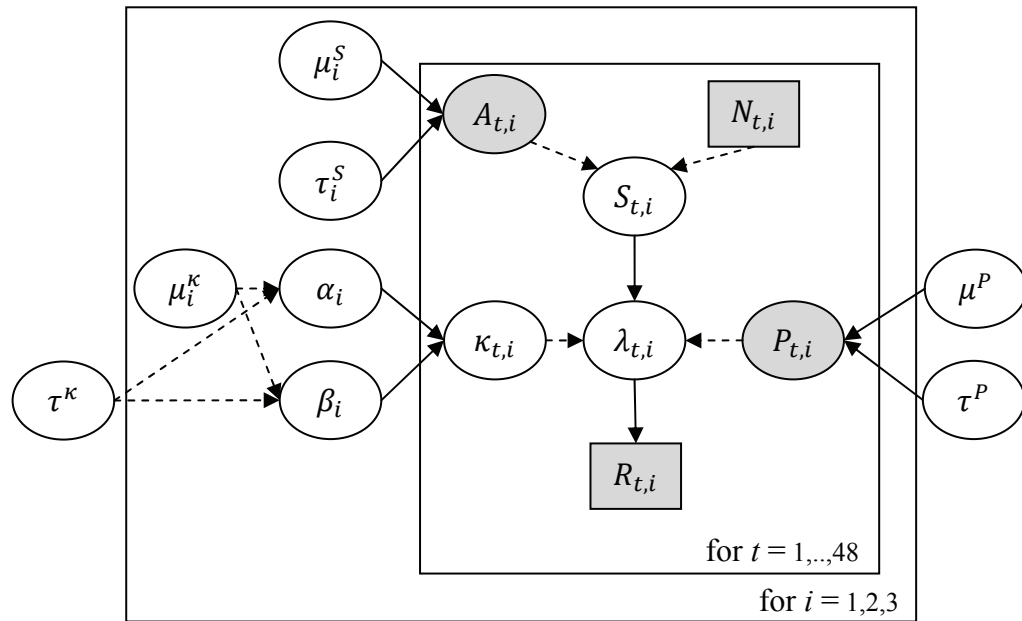 μ_i^S
A_{t,i}
N_{t,i}
τ_i^S
S_{t,i}
μ_i^κ
α_i
μ^P
κ_{t,i}
λ_{t,i}
P_{t,i}
τ^κ
β_i
τ^P
R_{t,i}
for t = 1,..,48
for i = 1,2,3